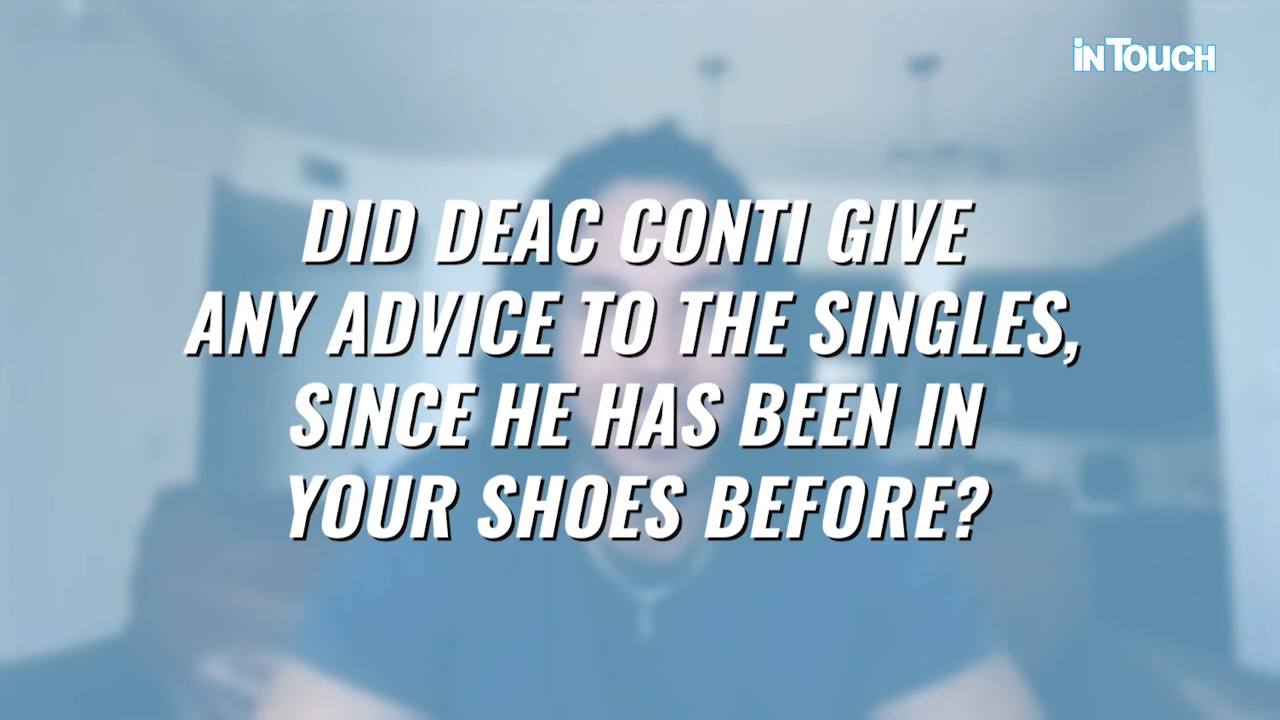 inTouch
DID DEAC CONTI GIVE
ANY ADVICE TO THE SINGLES,
SINCE HE HAS BEEN IN
YOUR SHOES BEFORE?